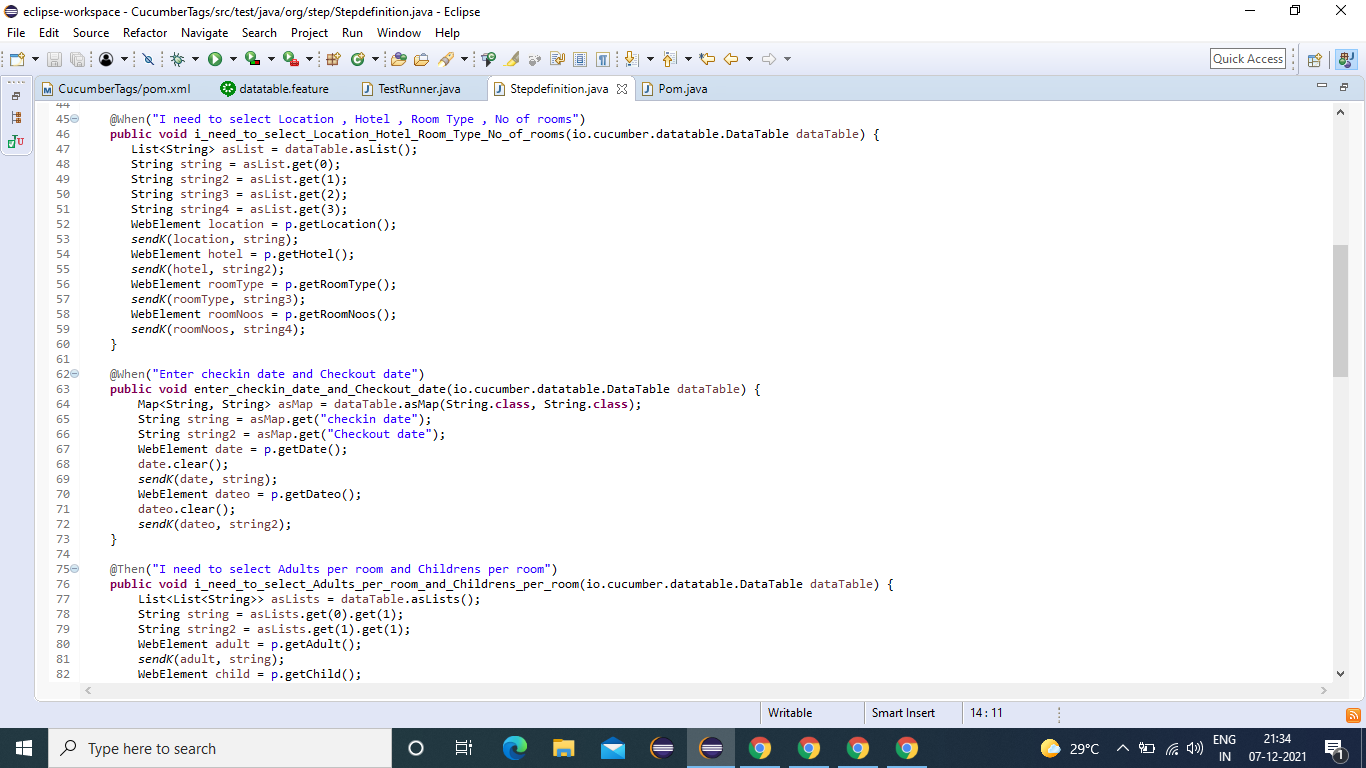 eclipse-workspace - CucumberTags/src/test/java/org/step/Stepdefinition.java - Eclipse
File Edit Source Refactor Navigate Search Project Run Window Help
Quick Access
CucumberTags/pom.xml datatable.feature TestRunner.java Stepdefinition.java Pom.java
44
45 @When("I need to select Location , Hotel , Room Type , No of rooms")
46 public void i_need_to_select_Location_Hotel_Room_Type_No_of_rooms(io.cucumber.datatable.DataTable dataTable) {
47 List<String> asList = dataTable.asList();
48 String string = asList.get(0);
49 String string2 = asList.get(1);
50 String string3 = asList.get(2);
51 String string4 = asList.get(3);
52 WebElement location = p.getLocation();
53 sendK(location, string);
54 WebElement hotel = p.getHotel();
55 sendK(hotel, string2);
56 WebElement roomType = p.getRoomType();
57 sendK(roomType, string3);
58 WebElement roomNoos = p.getRoomNoos();
59 sendK(roomNoos, string4);
60 }
61
62 @When("Enter checkin date and Checkout date")
63 public void enter_checkin_date_and_Checkout_date(io.cucumber.datatable.DataTable dataTable) {
64 Map<String, String> asMap = dataTable.asMap(String.class, String.class);
65 String string = asMap.get("checkin date");
66 String string2 = asMap.get("Checkout date");
67 WebElement date = p.getDate();
68 date.clear();
69 sendK(date, string);
70 WebElement dateo = p.getDateo();
71 dateo.clear();
72 sendK(dateo, string2);
73 }
74
75 @Then("I need to select Adults per room and Childrens per room")
76 public void i_need_to_select_Adults_per_room_and_Childrens_per_room(io.cucumber.datatable.DataTable dataTable) {
77 List<List<String>> asLists = dataTable.asLists();
78 String string = asLists.get(0).get(1);
79 String string2 = asLists.get(1).get(1);
80 WebElement adult = p.getAdult();
81 sendK(adult, string);
82 WebElement child = p.getChild();
Writable Smart Insert 14 : 11
Type here to search
29°C
ENG
IN
21:34
07-12-2021
1